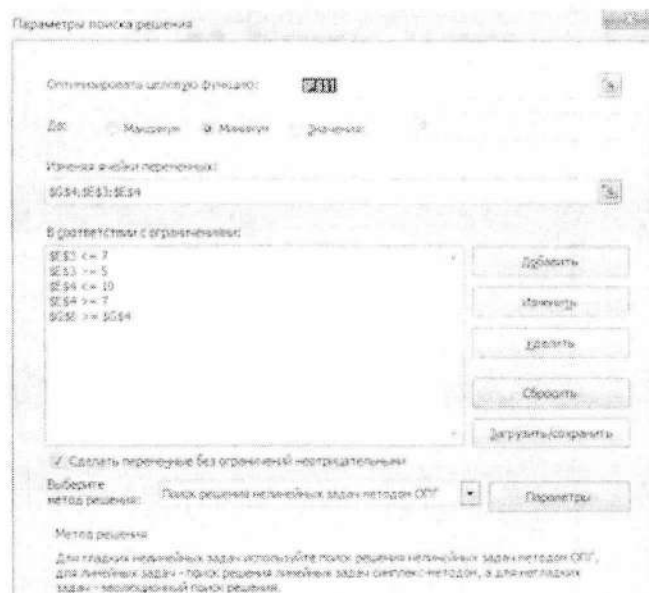 Параметры поиска решения
Оптимизировать целевую функцию:
До: Максимум Минимум Значения:
Изменяя ячейки переменных:
$G$4;$E$3;$E$4
В соответствии с ограничениями:
$E$3 <= 7
$E$3 >= 5
$E$4 <= 10
$E$4 >= 7
>= $G$4
Добавить
Изменить
Удалить
Сбросить
Загрузить/сохранить
Сделать переменные без ограничений неотрицательными
Выберите
метод решения:
Поиск решения нелинейных задач методом ОПГ
Параметры
Метод решения
Для гладких нелинейных задач используйте поиск решения нелинейных задач методом ОПГ,
для линейных задач - поиск решения линейных задач симплекс-методом, а для негладких
задач - эволюционный поиск решения.